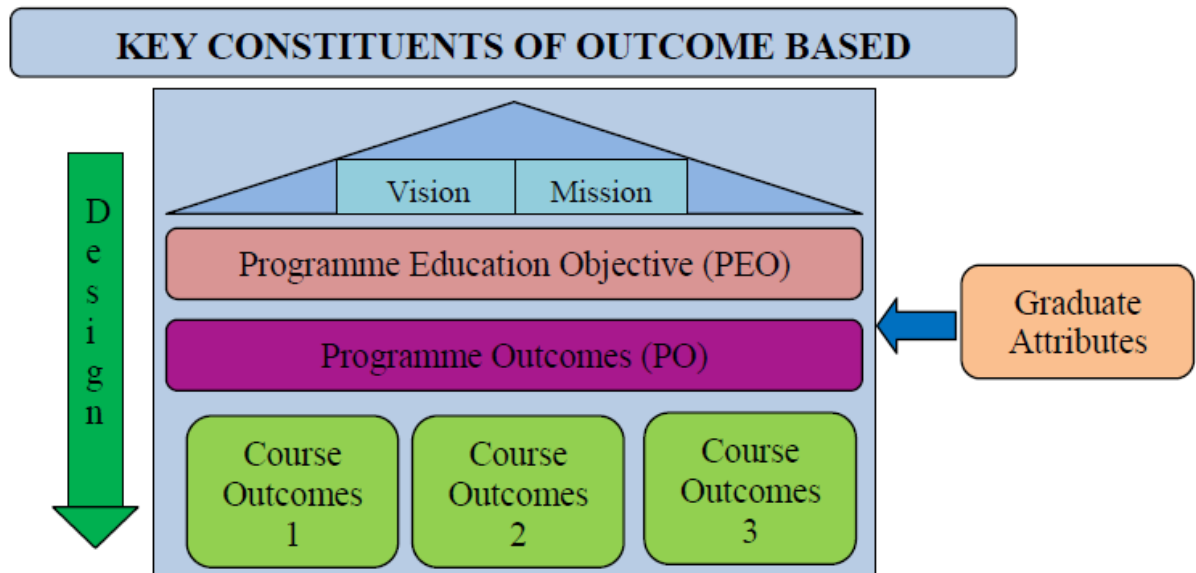 KEY CONSTITUENTS OF OUTCOME BASED
Design
Vision
Mission
Programme Education Objective (PEO)
Graduate
Attributes
Programme Outcomes (PO)
Course
Outcomes
1
Course
Outcomes
2
Course
Outcomes
3